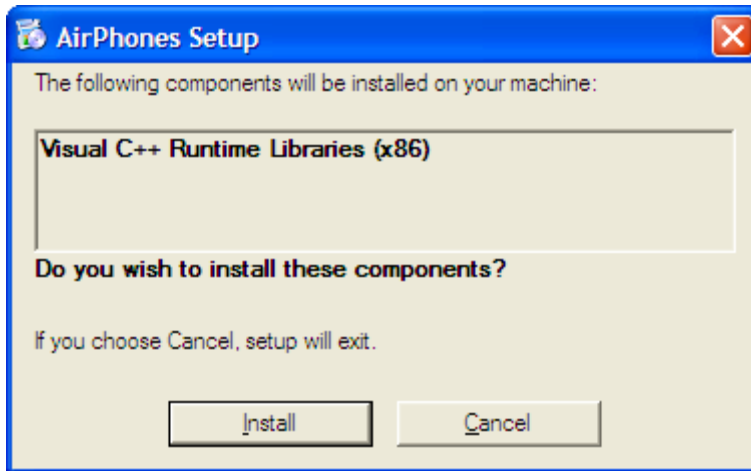 AirPhones Setup
The following components will be installed on your machine:
Visual C++ Runtime Libraries (x86)
Do you wish to install these components?
If you choose Cancel, setup will exit.
Install
Cancel